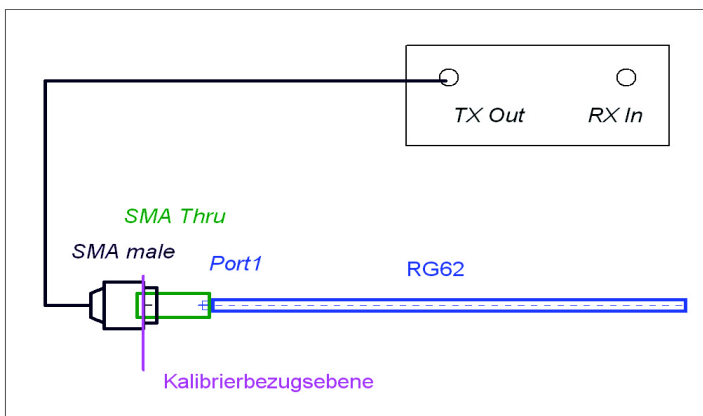 TX Out
RX In
SMA Thru
SMA male
Port1
RG62
Kalibrierbezugsebene